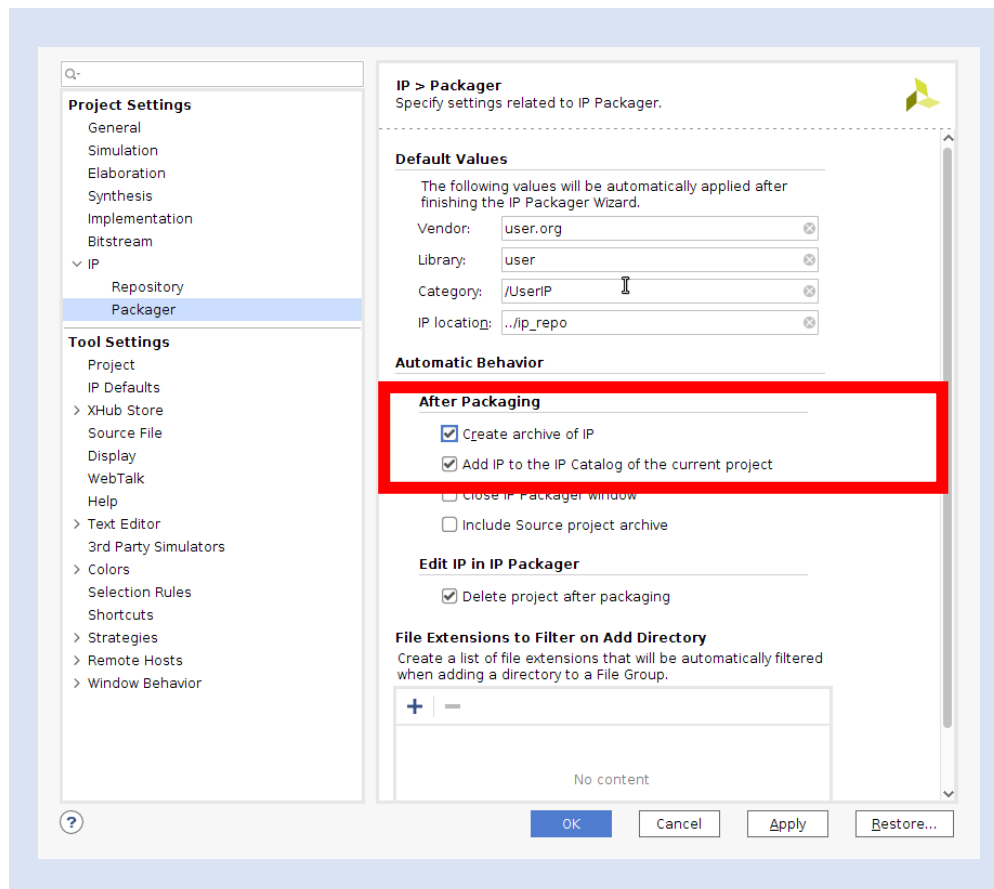 Project Settings
General
Simulation
Elaboration
Synthesis
Implementation
Bitstream
IP
Repository
Packager
Tool Settings
Project
IP Defaults
XHub Store
Source File
Display
WebTalk
Help
Text Editor
3rd Party Simulators
Colors
Selection Rules
Shortcuts
Strategies
Remote Hosts
Window Behavior
IP > Packager
Specify settings related to IP Packager.
Default Values
The following values will be automatically applied after
finishing the IP Packager Wizard.
Vendor: user.org
Library: user
Category: /UserIP
IP location: ../ip_repo
Automatic Behavior
After Packaging
Create archive of IP
Add IP to the IP Catalog of the current project
Close IP Packager window
Include Source project archive
Edit IP in IP Packager
Delete project after packaging
File Extensions to Filter on Add Directory
Create a list of file extensions that will be automatically filtered
when adding a directory to a File Group.
No content
? OK Cancel Apply Restore...